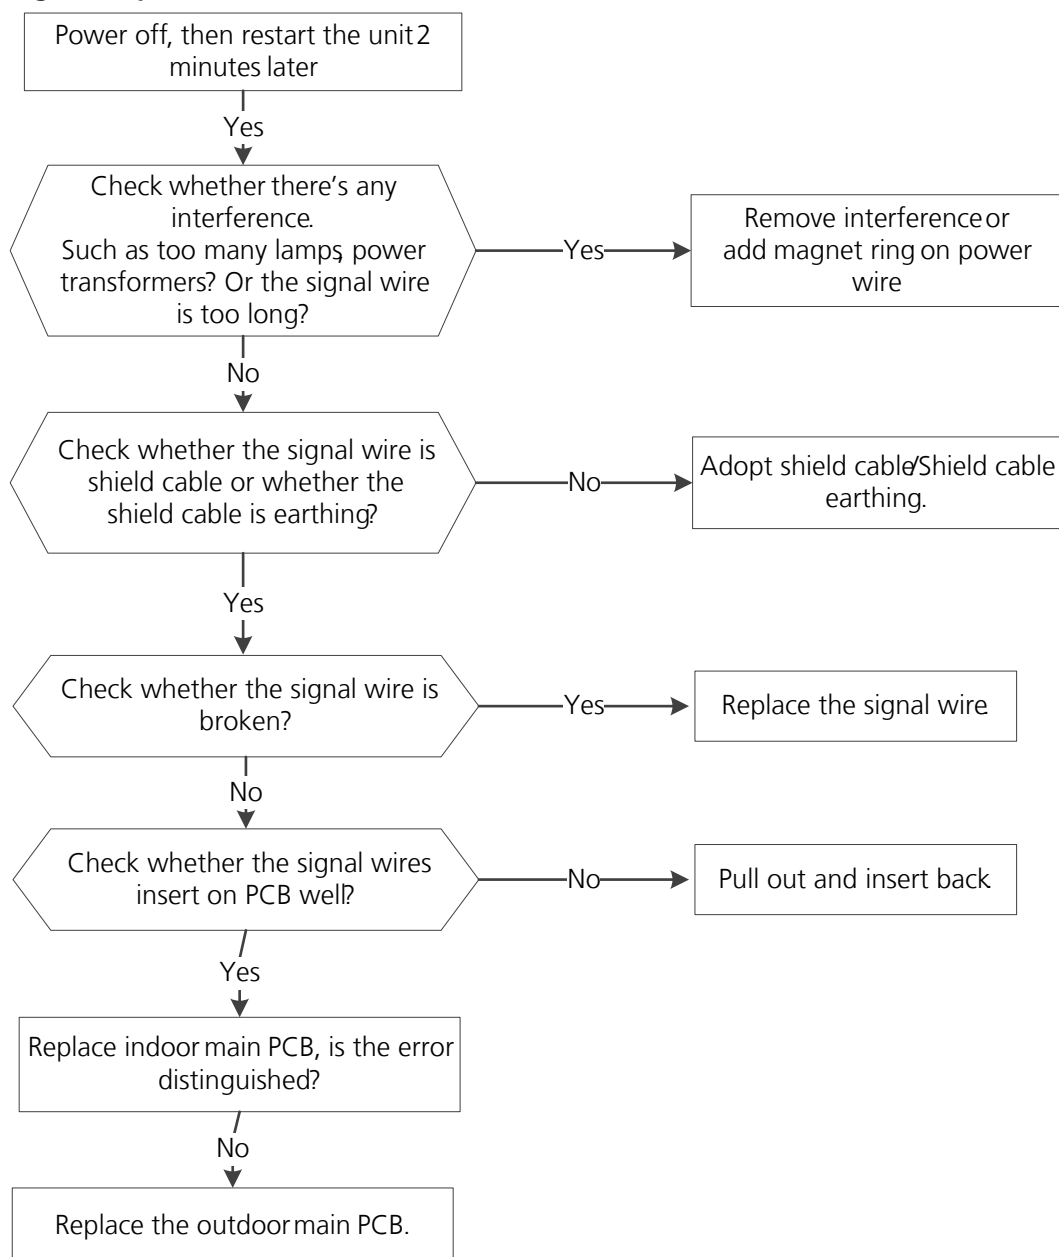 Power off, then restart the unit 2
minutes later
Yes
Check whether there's any
interference.
Such as too many lamps, power
transformers? Or the signal wire
is too long?
Yes
Remove interference or
add magnet ring on power
wire
No
Check whether the signal wire is
shield cable or whether the
shield cable is earthing?
No
Adopt shield cable/Shield cable
earthing.
Yes
Check whether the signal wire is
broken?
Yes
Replace the signal wire
No
Check whether the signal wires
insert on PCB well?
No
Pull out and insert back
Yes
Replace indoor main PCB, is the error
distinguished?
No
Replace the outdoor main PCB.